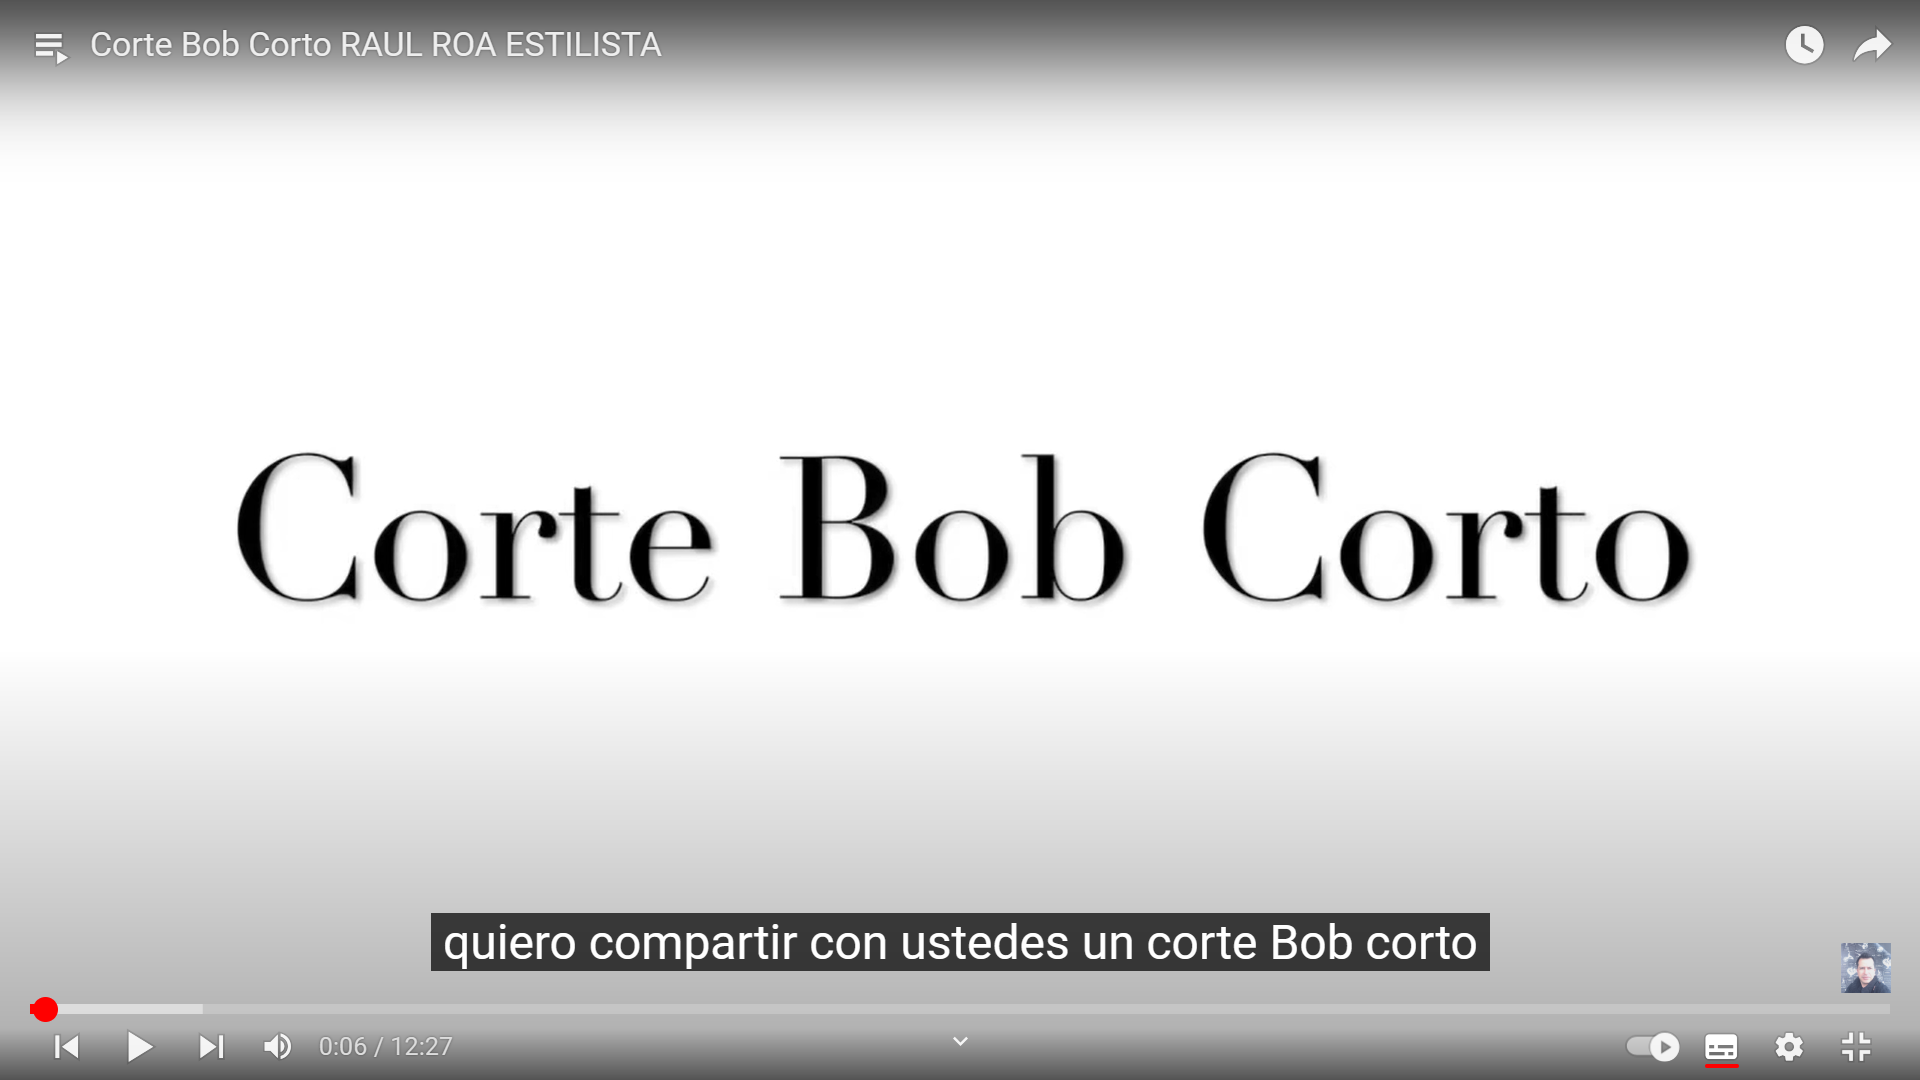 Corte Bob Corto RAUL ROA ESTILISTA
Corte Bob Corto
quiero compartir con ustedes un corte Bob corto
0:06 / 12:27